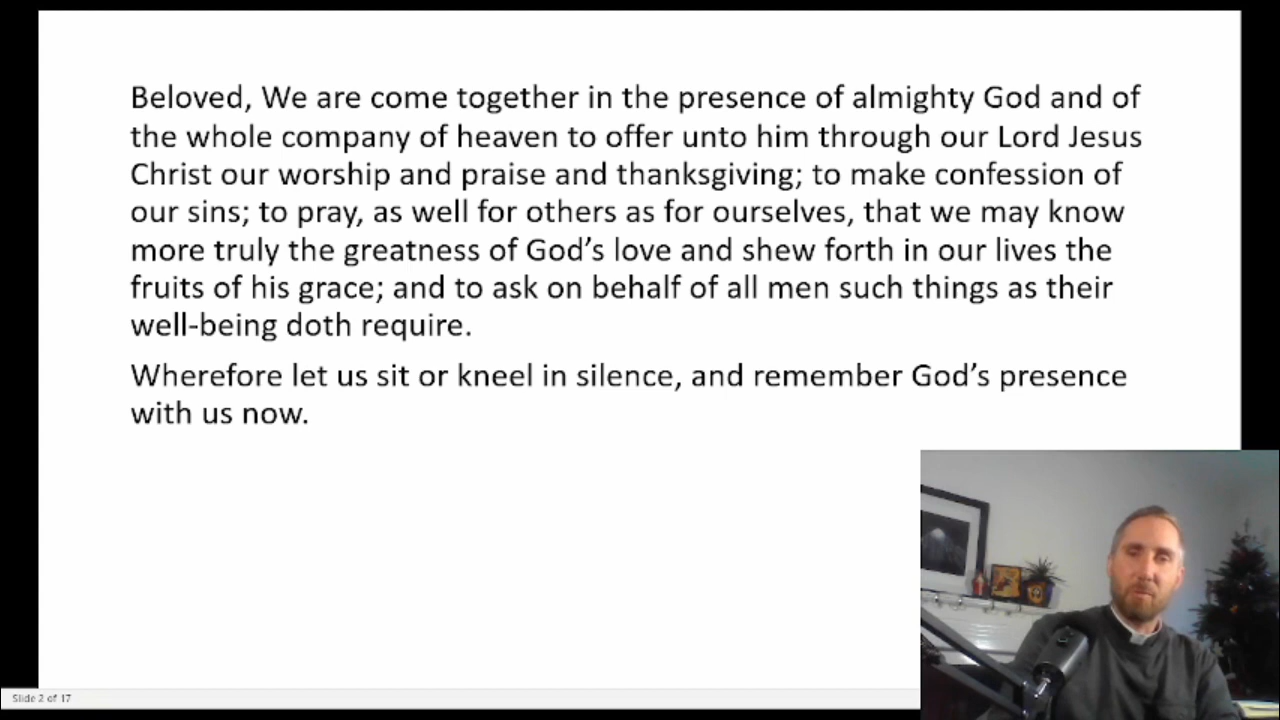 Beloved, We are come together in the presence of almighty God and of
the whole company of heaven to offer unto him through our Lord Jesus
Christ our worship and praise and thanksgiving; to make confession of
our sins; to pray, as well for others as for ourselves, that we may know
more truly the greatness of God’s love and shew forth in our lives the
fruits of his grace; and to ask on behalf of all men such things as their
well-being doth require.
Wherefore let us sit or kneel in silence, and remember God’s presence
with us now.
Slide 2 of 17